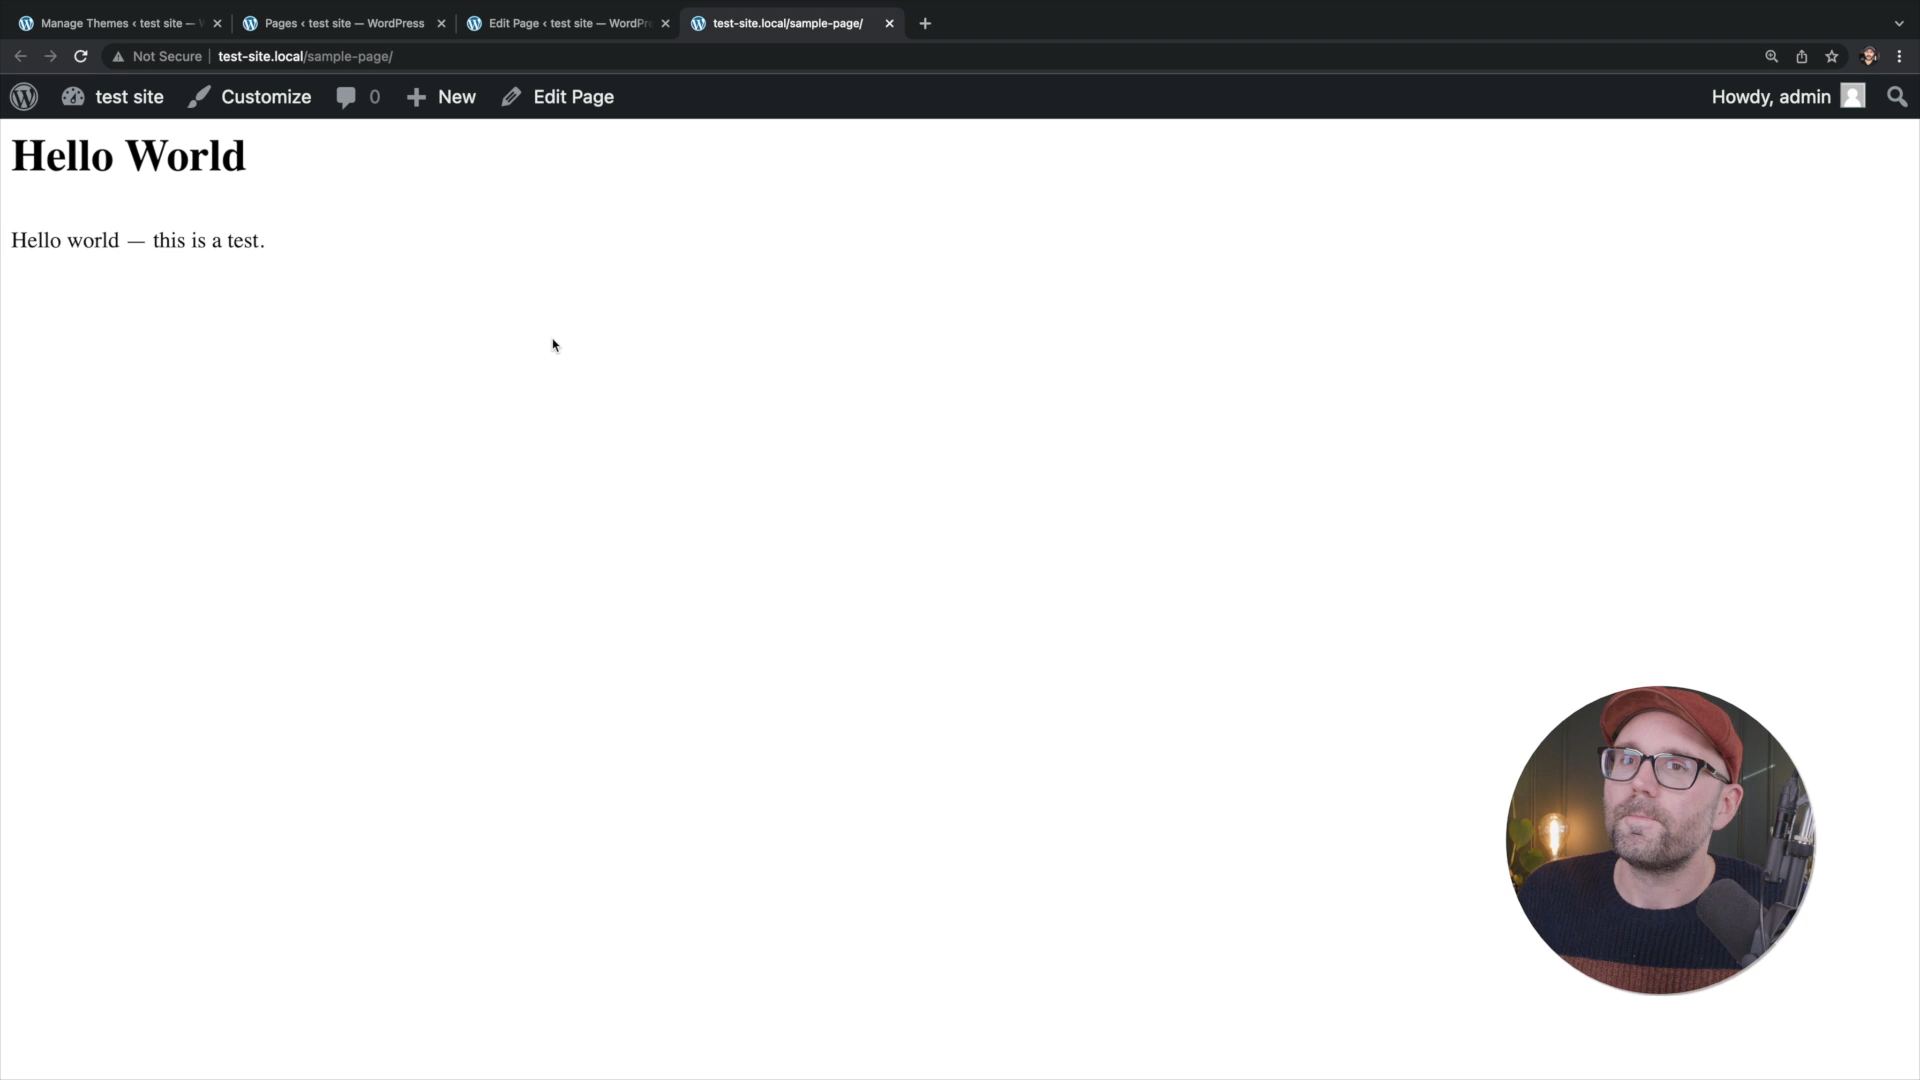 Manage Themes ‹ test site —
Pages ‹ test site — WordPress
Edit Page ‹ test site — WordPr
test-site.local/sample-page/
Not Secure
test-site.local/sample-page/
test site
Customize
0
New
Edit Page
Howdy, admin
Hello World
Hello world — this is a test.